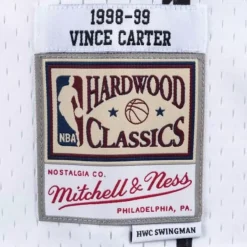 1998-99
VINCE CARTER
HARDWOOD
CLASSICS
NBA
NOSTALGIA CO.
Mitchell & Ness
PHILADELPHIA, PA.
HWC SWINGMAN